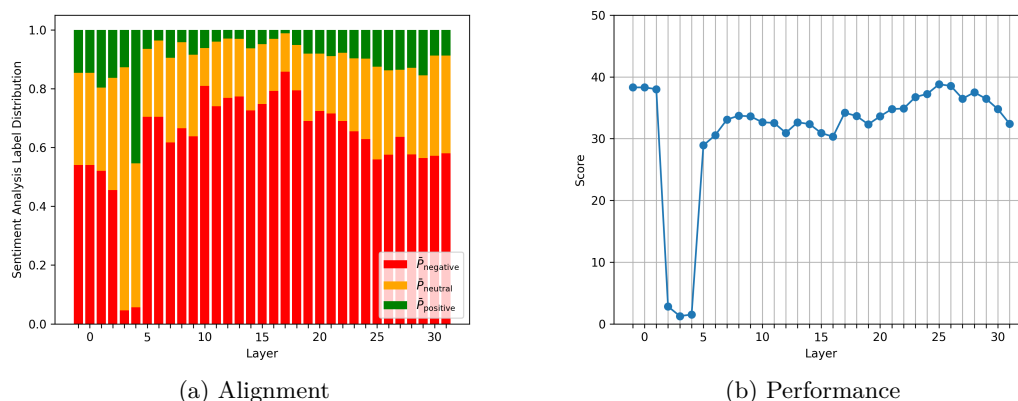 Sentiment Analysis Label Distribution
1.0
0.8
0.6
0.4
0.2
0.0
0 5 10 15 20 25 30
Layer
P̄negative
P̄neutral
P̄positive
(a) Alignment
Score
50
40
30
20
10
0
0 5 10 15 20 25 30
Layer
(b) Performance